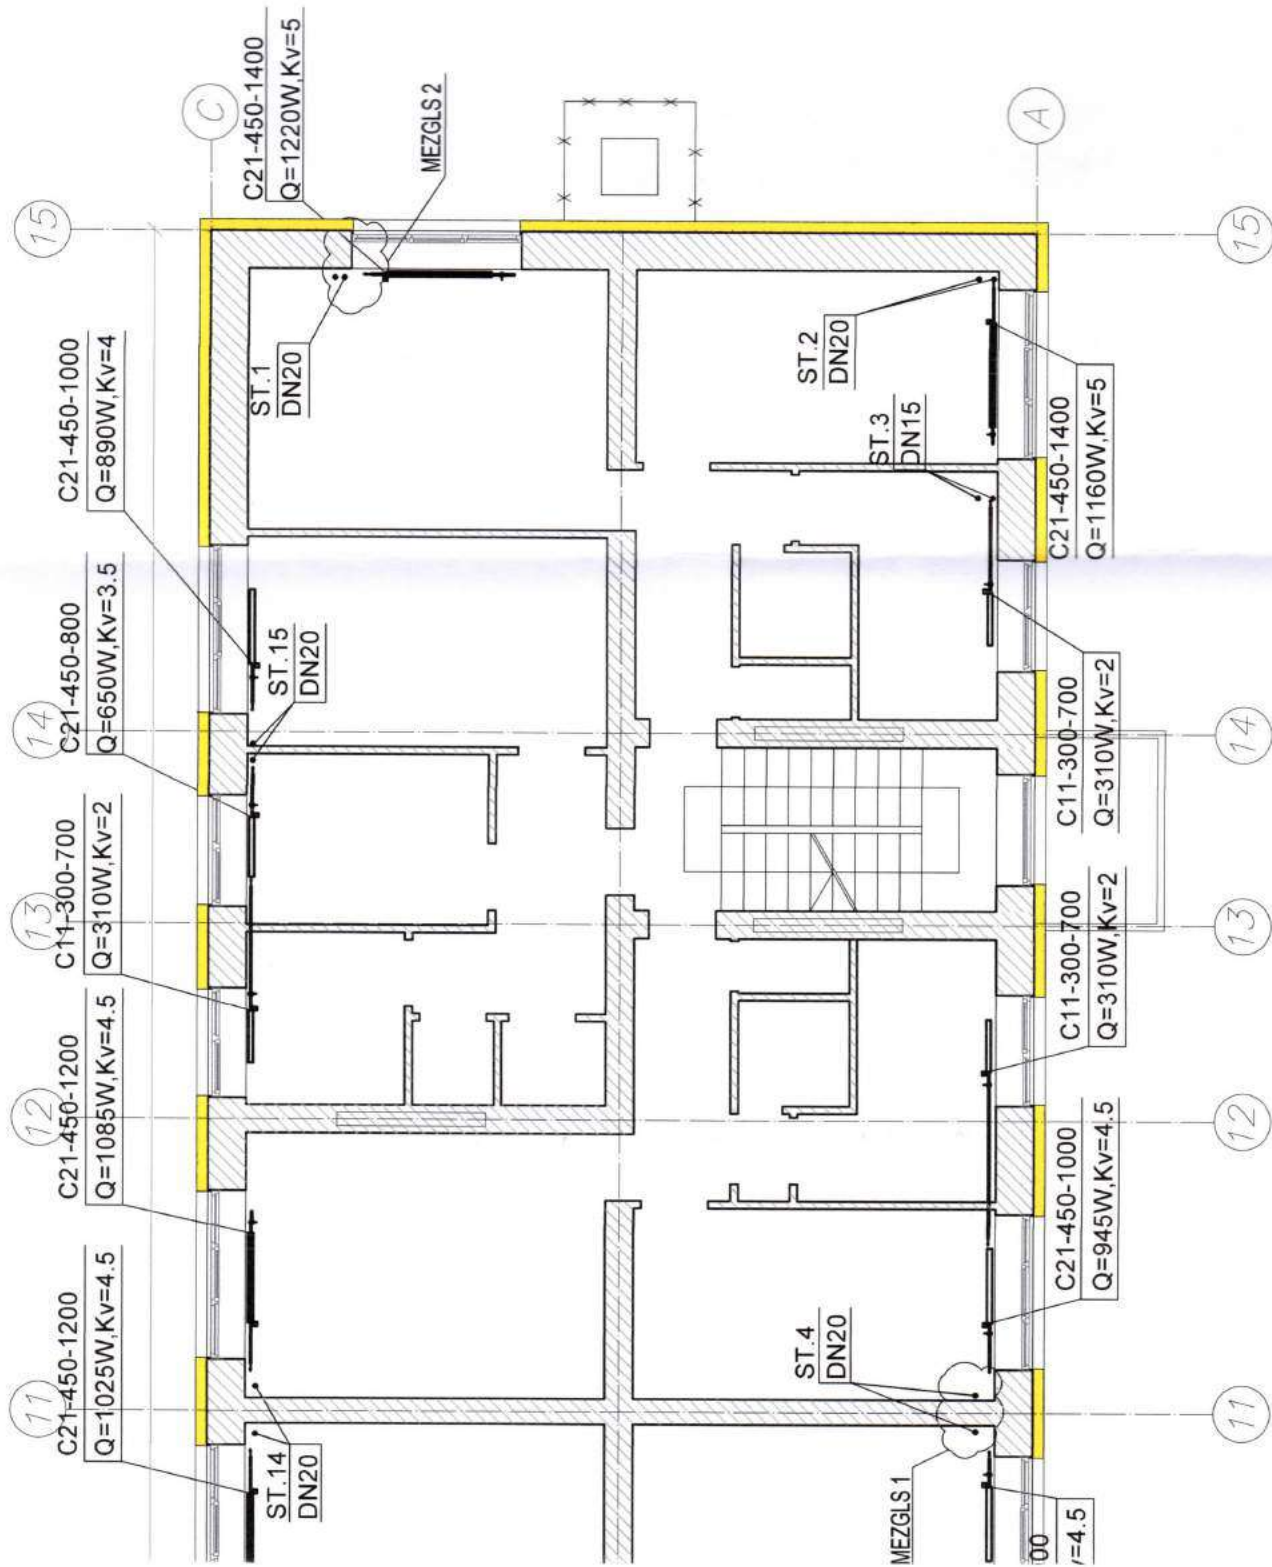 C
C21-450-1400
Q=1220W,Kv=5
MEZGLS 2
A
15
15
ST.1
DN20
C21-450-1000
Q=890W,Kv=4
ST.2
DN20
ST.3
DN15
C21-450-1400
Q=1160W,Kv=5
C21-450-800
Q=650W,Kv=3.5
ST.15
DN20
14
14
C11-300-700
Q=310W,Kv=2
C11-300-700
Q=310W,Kv=2
13
13
C11-300-700
Q=310W,Kv=2
C21-450-1200
Q=1085W,Kv=4.5
12
12
C21-450-1000
Q=945W,Kv=4.5
C21-450-1200
Q=1025W,Kv=4.5
ST.4
DN20
11
11
ST.14
DN20
MEZGLS 1
00
v=4.5